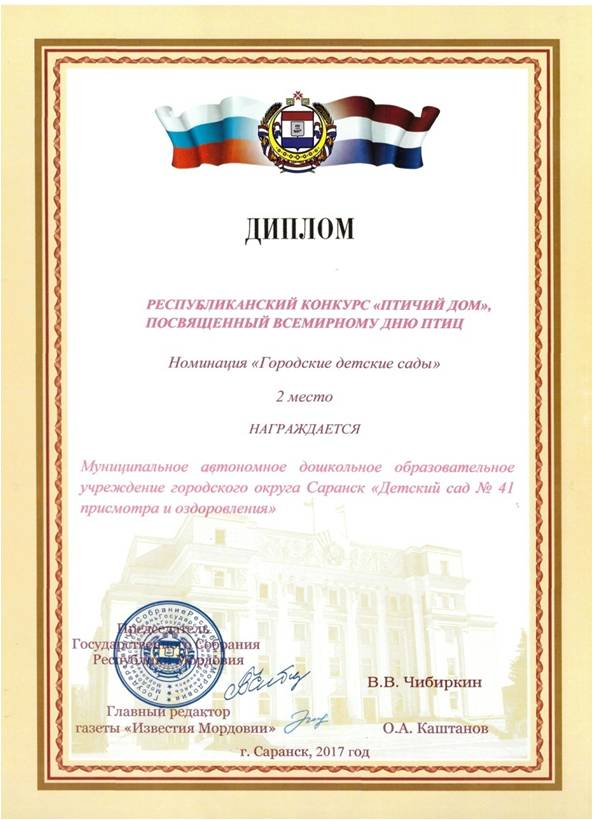 ДИПЛОМ
РЕСПУБЛИКАНСКИЙ КОНКУРС «ПТИЧИЙ ДОМ»,
ПОСВЯЩЕННЫЙ ВСЕМИРНОМУ ДНЮ ПТИЦ
Номинация «Городские детские сады»
2 место
НАГРАЖДАЕТСЯ
Муниципальное автономное дошкольное образовательное
учреждение городского округа Саранск «Детский сад № 41
присмотра и оздоровления»
Председатель
Государственного Собрания
Республики Мордовия
В.В. Чибиркин
Главный редактор
газеты «Известия Мордовии»
О.А. Каштанов
г. Саранск, 2017 год